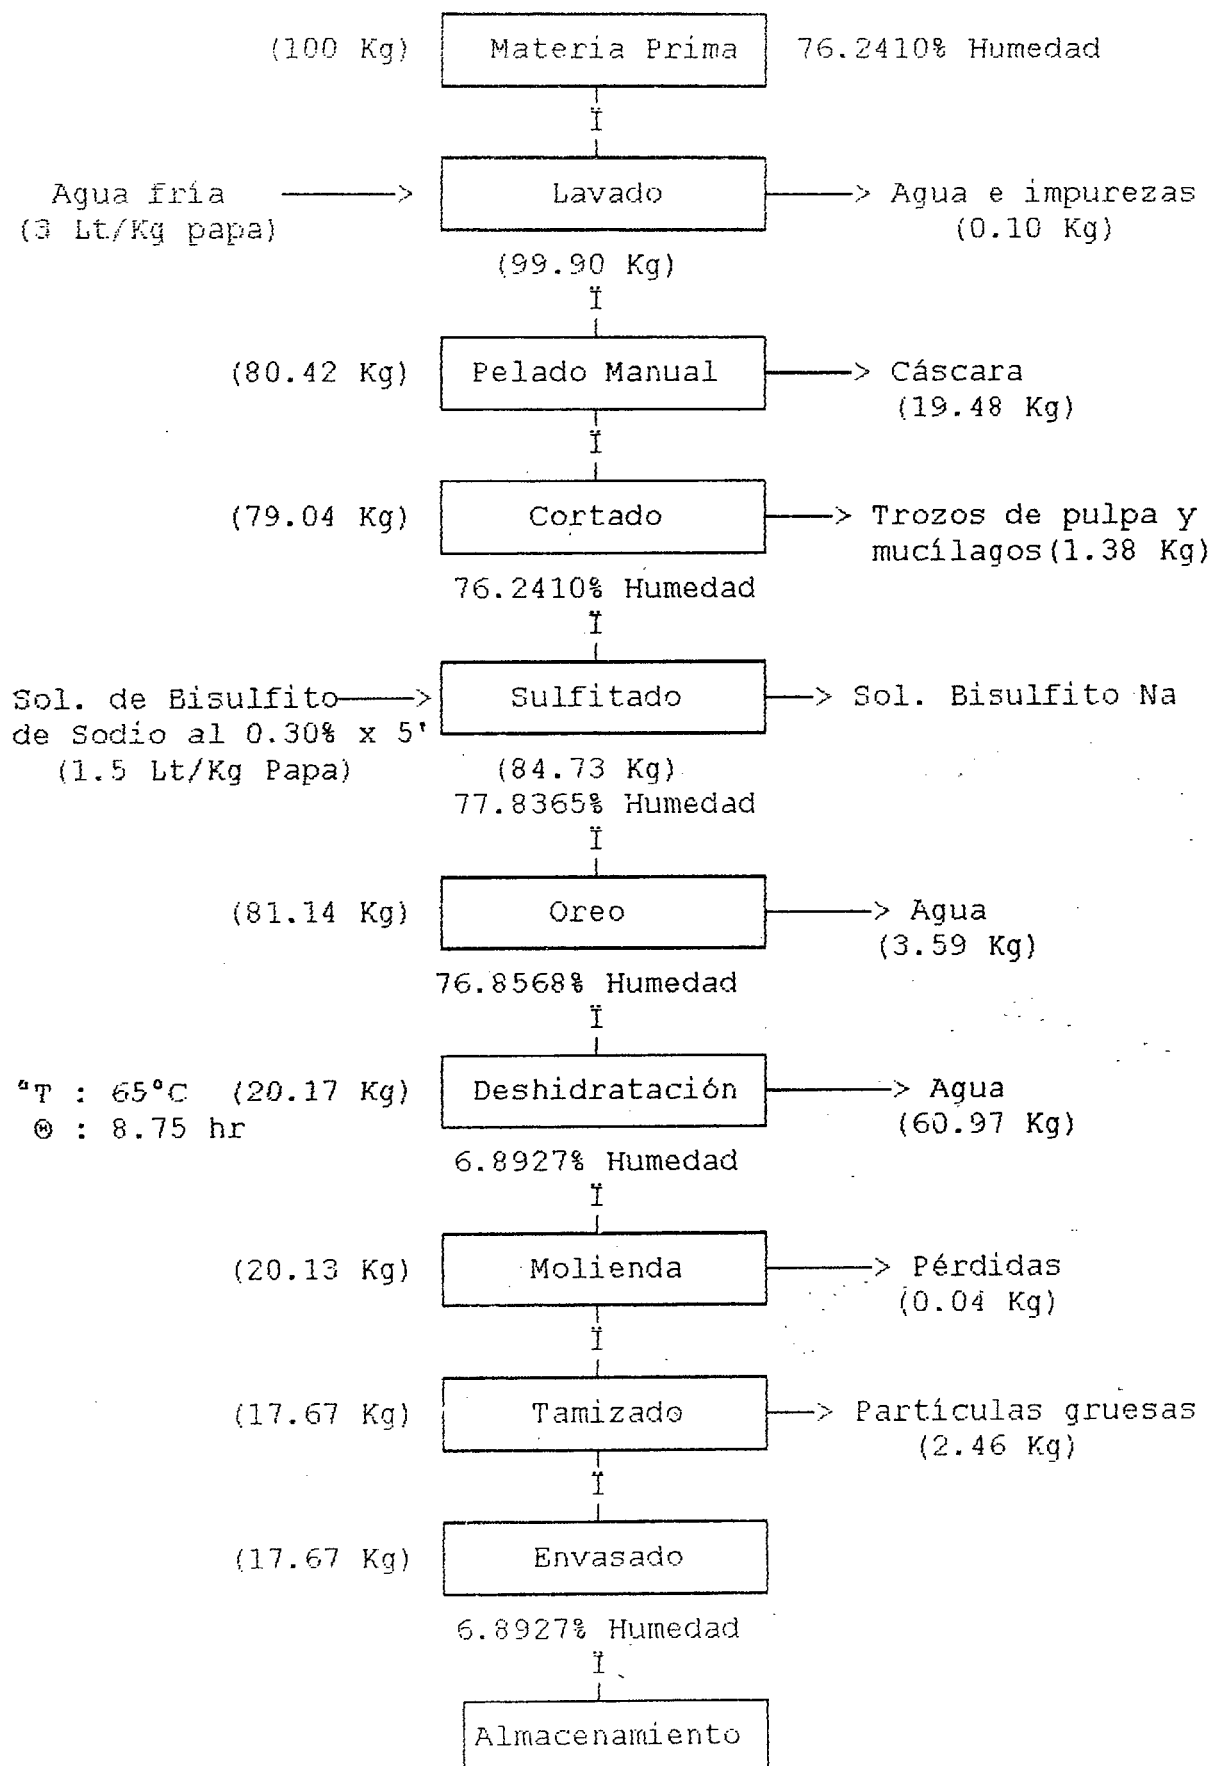 (100 Kg) Materia Prima 76.2410% Humedad
Ï
Agua fría ———> Lavado ———> Agua e impurezas
(3 Lt/Kg papa) (0.10 Kg)
(99.90 Kg)
Ï
(80.42 Kg) Pelado Manual ———> Cáscara
(19.48 Kg)
Ï
(79.04 Kg) Cortado ———> Trozos de pulpa y
mucílagos(1.38 Kg)
76.2410% Humedad
Ï
Sol. de Bisulfito ———> Sulfitado ———> Sol. Bisulfito Na
de Sodio al 0.30% x 5'
(1.5 Lt/Kg Papa) (84.73 Kg)
77.8365% Humedad
Ï
(81.14 Kg) Oreo ———> Agua
(3.59 Kg)
76.8568% Humedad
Ï
ªT : 65°C (20.17 Kg) Deshidratación ———> Agua
Θ : 8.75 hr (60.97 Kg)
6.8927% Humedad
Ï
(20.13 Kg) Molienda ———> Pérdidas
(0.04 Kg)
Ï
(17.67 Kg) Tamizado ———> Partículas gruesas
(2.46 Kg)
Ï
(17.67 Kg) Envasado
6.8927% Humedad
Ï
Almacenamiento